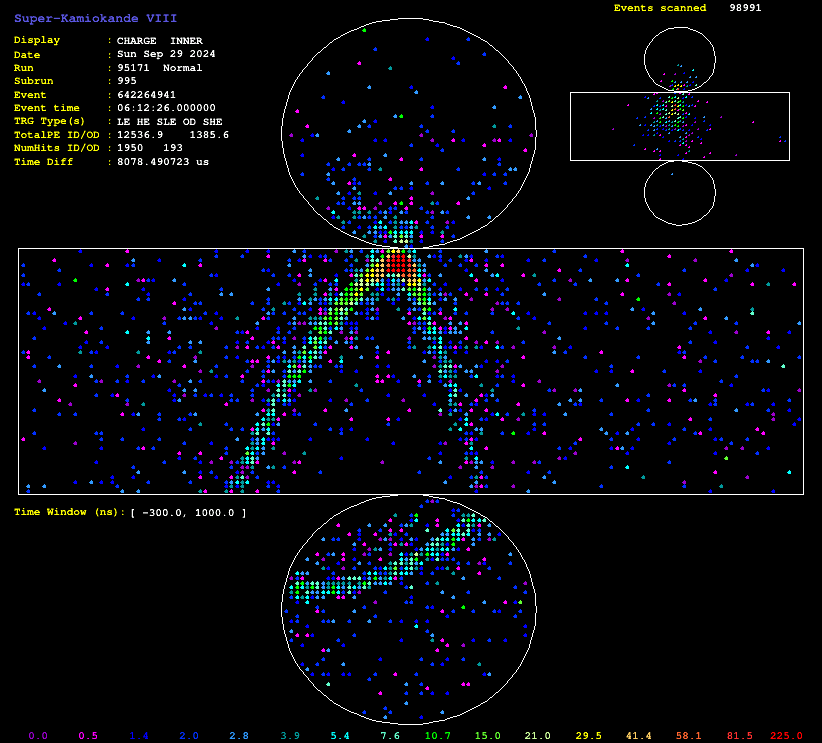 Super-Kamiokande VIII
Events scanned 98991
Display : CHARGE INNER
Date : Sun Sep 29 2024
Run : 95171 Normal
Subrun : 995
Event : 642264941
Event time : 06:12:26.000000
TRG Type(s) : LE HE SLE OD SHE
TotalPE ID/OD : 12536.9 1385.6
NumHits ID/OD : 1950 193
Time Diff : 8078.490723 us
Time Window (ns): [ -300.0, 1000.0 ]
0.0 0.5 1.4 2.0 2.8 3.9 5.4 7.6 10.7 15.0 21.0 29.5 41.4 58.1 81.5 225.0